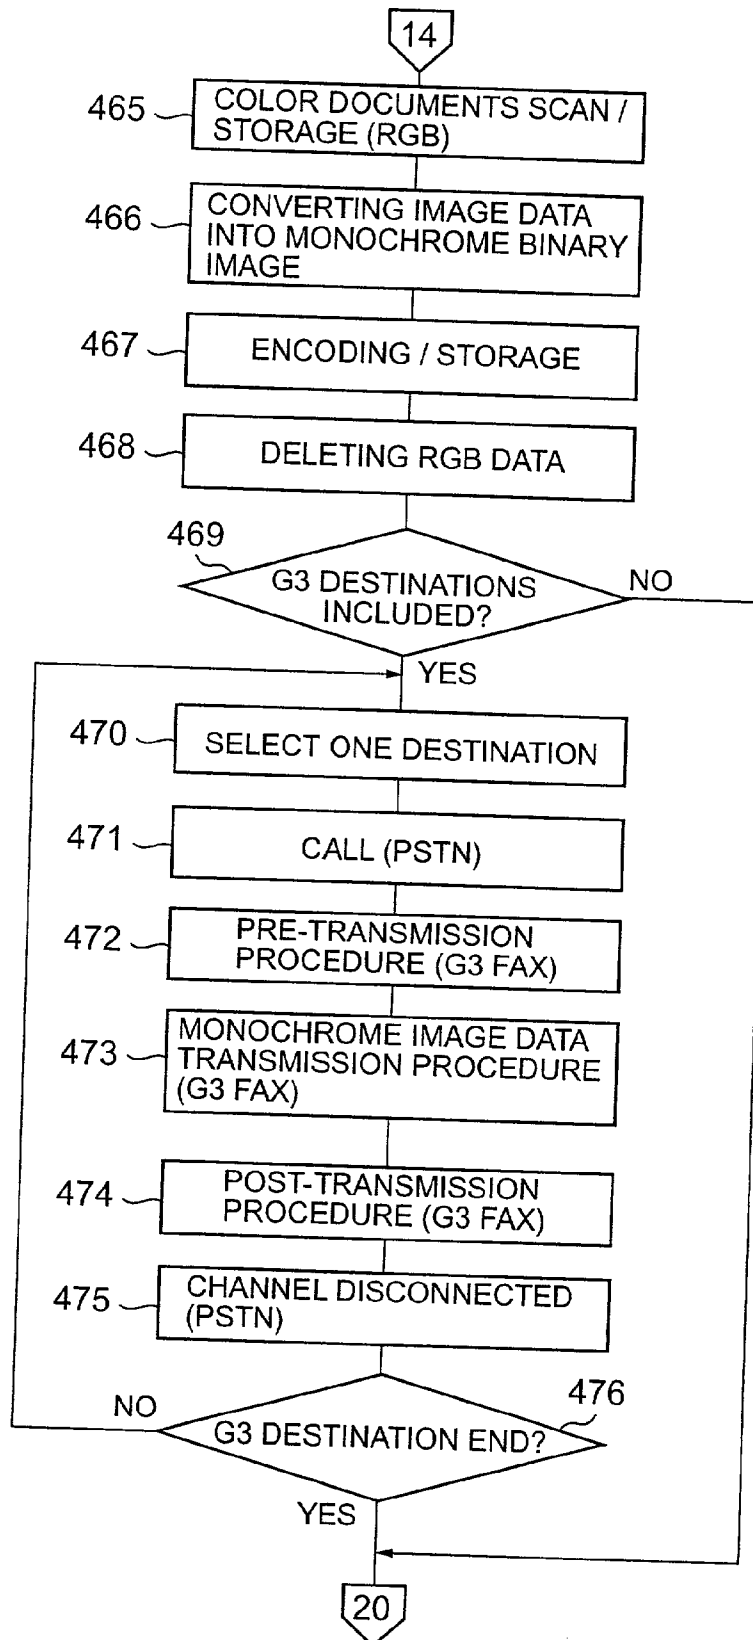 14
465
COLOR DOCUMENTS SCAN /
STORAGE (RGB)
466
CONVERTING IMAGE DATA
INTO MONOCHROME BINARY
IMAGE
467
ENCODING / STORAGE
468
DELETING RGB DATA
469
G3 DESTINATIONS
INCLUDED?
NO
YES
470
SELECT ONE DESTINATION
471
CALL (PSTN)
472
PRE-TRANSMISSION
PROCEDURE (G3 FAX)
473
MONOCHROME IMAGE DATA
TRANSMISSION PROCEDURE
(G3 FAX)
474
POST-TRANSMISSION
PROCEDURE (G3 FAX)
475
CHANNEL DISCONNECTED
(PSTN)
476
NO
G3 DESTINATION END?
YES
20